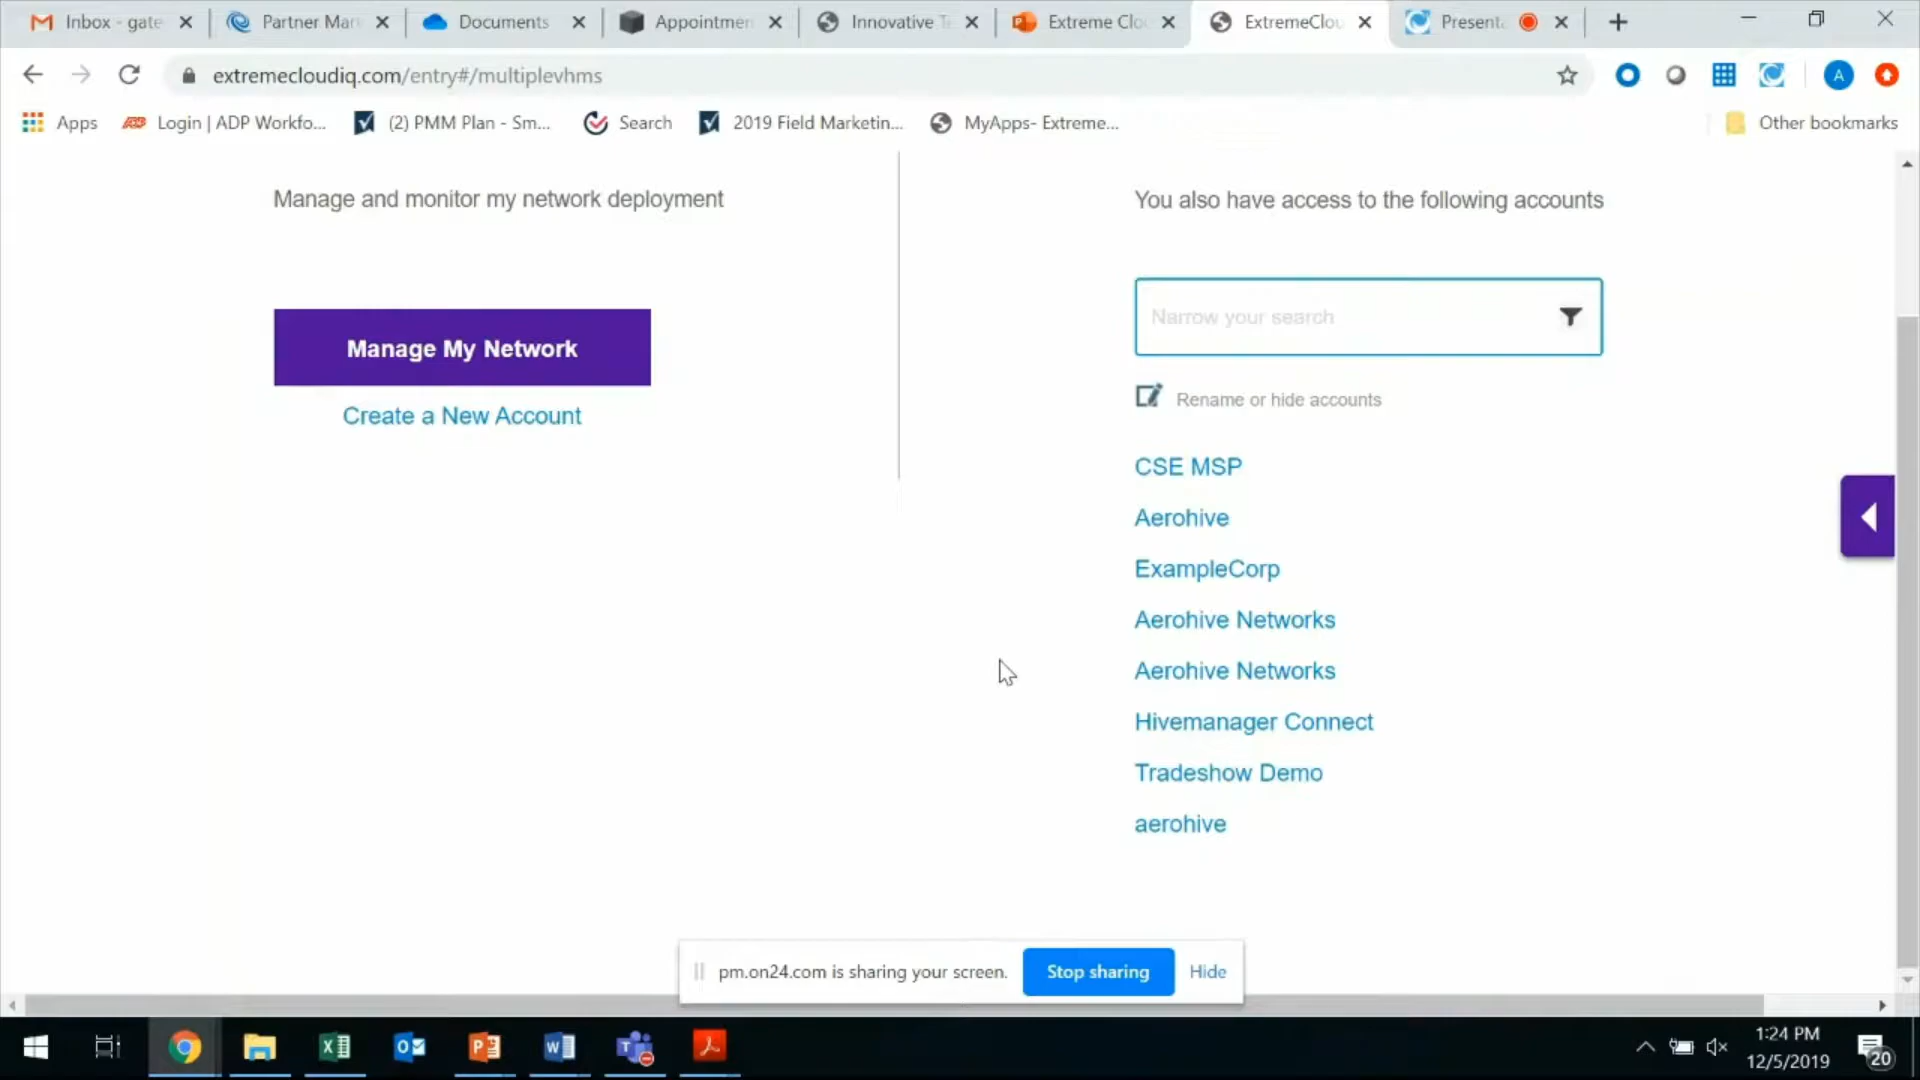 Inbox - gate
Partner Mar
Documents
Appointmen
Innovative Te
Extreme Clo
ExtremeClou
Presenta
extremecloudiq.com/entry#/multiplevhms
A
Apps
Login | ADP Workfo...
(2) PMM Plan - Sm...
Search
2019 Field Marketin...
MyApps- Extreme...
Other bookmarks
Manage and monitor my network deployment
Manage My Network
Create a New Account
You also have access to the following accounts
Narrow your search
Rename or hide accounts
CSE MSP
Aerohive
ExampleCorp
Aerohive Networks
Aerohive Networks
Hivemanager Connect
Tradeshow Demo
aerohive
pm.on24.com is sharing your screen.
Stop sharing
Hide
1:24 PM
12/5/2019
20